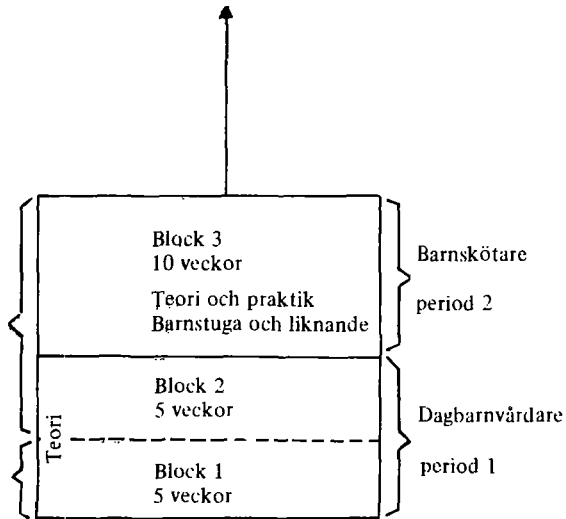 Block 3
10 veckor
Teori och praktik
Barnstuga och liknande
Barnskötare
period 2
Block 2
5 veckor
Teori
Block 1
5 veckor
Dagbarnvårdare
period 1